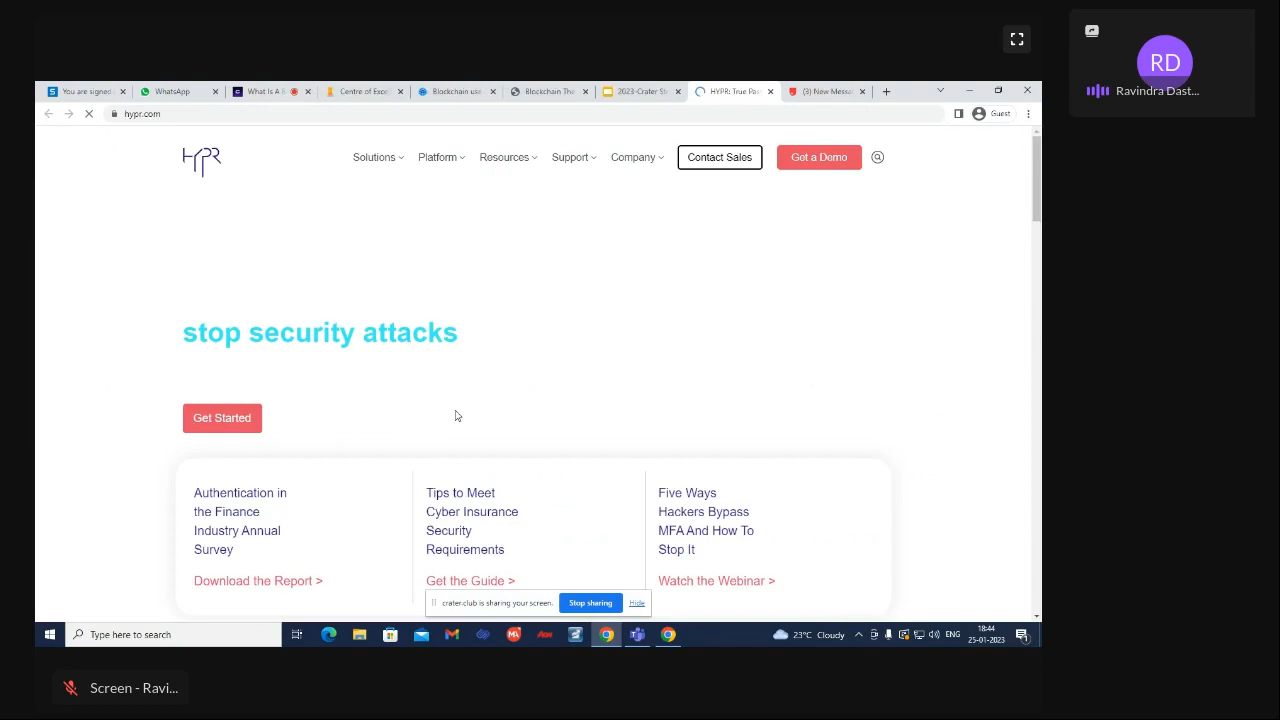 RD
Ravindra Dast...
You are signed
WhatsApp
What Is A B
Centre of Exce
Blockchain use
Blockchain The
2023-Crater St
HYPR: True Pas
(3) New Messa
hypr.com
Guest
HYPR
Solutions
Platform
Resources
Support
Company
Contact Sales
Get a Demo
stop security attacks
Get Started
Authentication in
the Finance
Industry Annual
Survey
Download the Report >
Tips to Meet
Cyber Insurance
Security
Requirements
Get the Guide >
Five Ways
Hackers Bypass
MFA And How To
Stop It
Watch the Webinar >
crater.club is sharing your screen.
Stop sharing
Hide
Type here to search
23°C Cloudy
ENG
18:44
25-01-2023
Screen - Ravi...